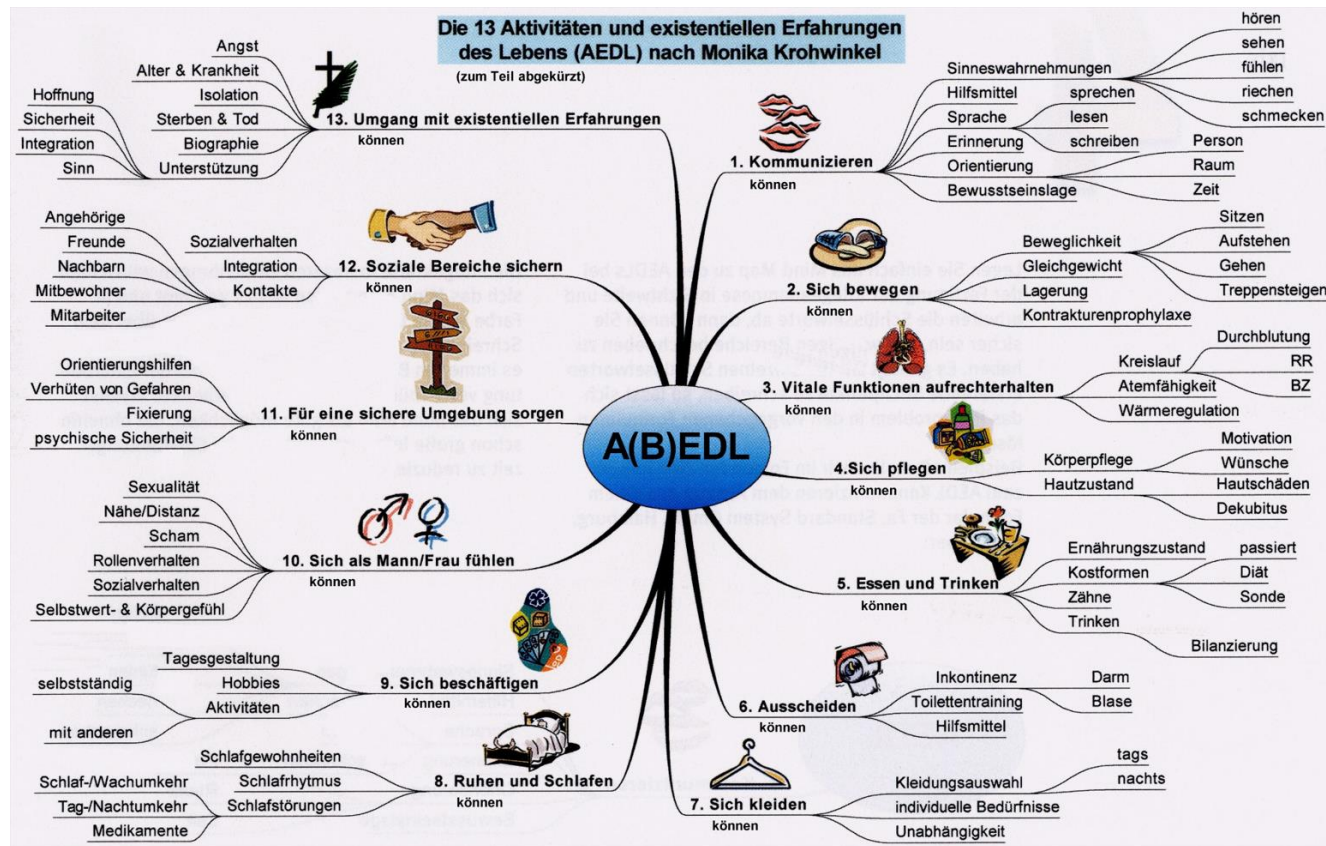 Die 13 Aktivitäten und existentiellen Erfahrungen
des Lebens (AEDL) nach Monika Krohwinkel
(zum Teil abgekürzt)
A(B)EDL
1. Kommunizieren
können
Sinneswahrnehmungen
hören
sehen
fühlen
riechen
schmecken
Hilfsmittel
Sprache
sprechen
lesen
schreiben
Erinnerung
Orientierung
Person
Raum
Zeit
Bewusstseinslage
2. Sich bewegen
können
Beweglichkeit
Sitzen
Aufstehen
Gehen
Treppensteigen
Gleichgewicht
Lagerung
Kontrakturenprophylaxe
3. Vitale Funktionen aufrechterhalten
können
Kreislauf
Durchblutung
RR
BZ
Atemfähigkeit
Wärmeregulation
4.Sich pflegen
können
Körperpflege
Motivation
Wünsche
Hautzustand
Hautschäden
Dekubitus
5. Essen und Trinken
können
Ernährungszustand
Kostformen
passiert
Diät
Sonde
Zähne
Trinken
Bilanzierung
6. Ausscheiden
können
Inkontinenz
Darm
Blase
Toilettentraining
Hilfsmittel
7. Sich kleiden
können
Kleidungsauswahl
tags
nachts
individuelle Bedürfnisse
Unabhängigkeit
8. Ruhen und Schlafen
können
Schlafgewohnheiten
Schlafrhytmus
Schlafstörungen
Schlaf-/Wachumkehr
Tag-/Nachtumkehr
Medikamente
9. Sich beschäftigen
können
Tagesgestaltung
Hobbies
Aktivitäten
selbstständig
mit anderen
10. Sich als Mann/Frau fühlen
können
Sexualität
Nähe/Distanz
Scham
Rollenverhalten
Sozialverhalten
Selbstwert- & Körpergefühl
11. Für eine sichere Umgebung sorgen
können
Orientierungshilfen
Verhüten von Gefahren
Fixierung
psychische Sicherheit
12. Soziale Bereiche sichern
können
Sozialverhalten
Integration
Kontakte
Angehörige
Freunde
Nachbarn
Mitbewohner
Mitarbeiter
13. Umgang mit existentiellen Erfahrungen
können
Angst
Alter & Krankheit
Isolation
Sterben & Tod
Biographie
Unterstützung
Hoffnung
Sicherheit
Integration
Sinn